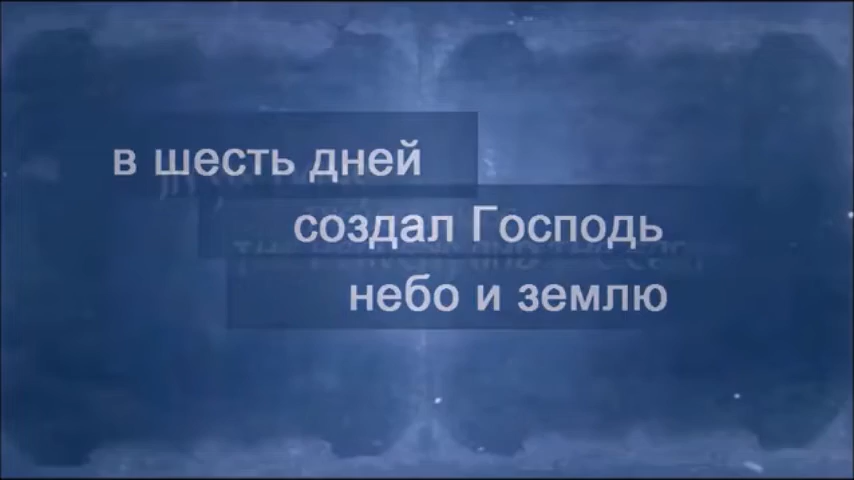 в шесть дней
создал Господь
небо и землю